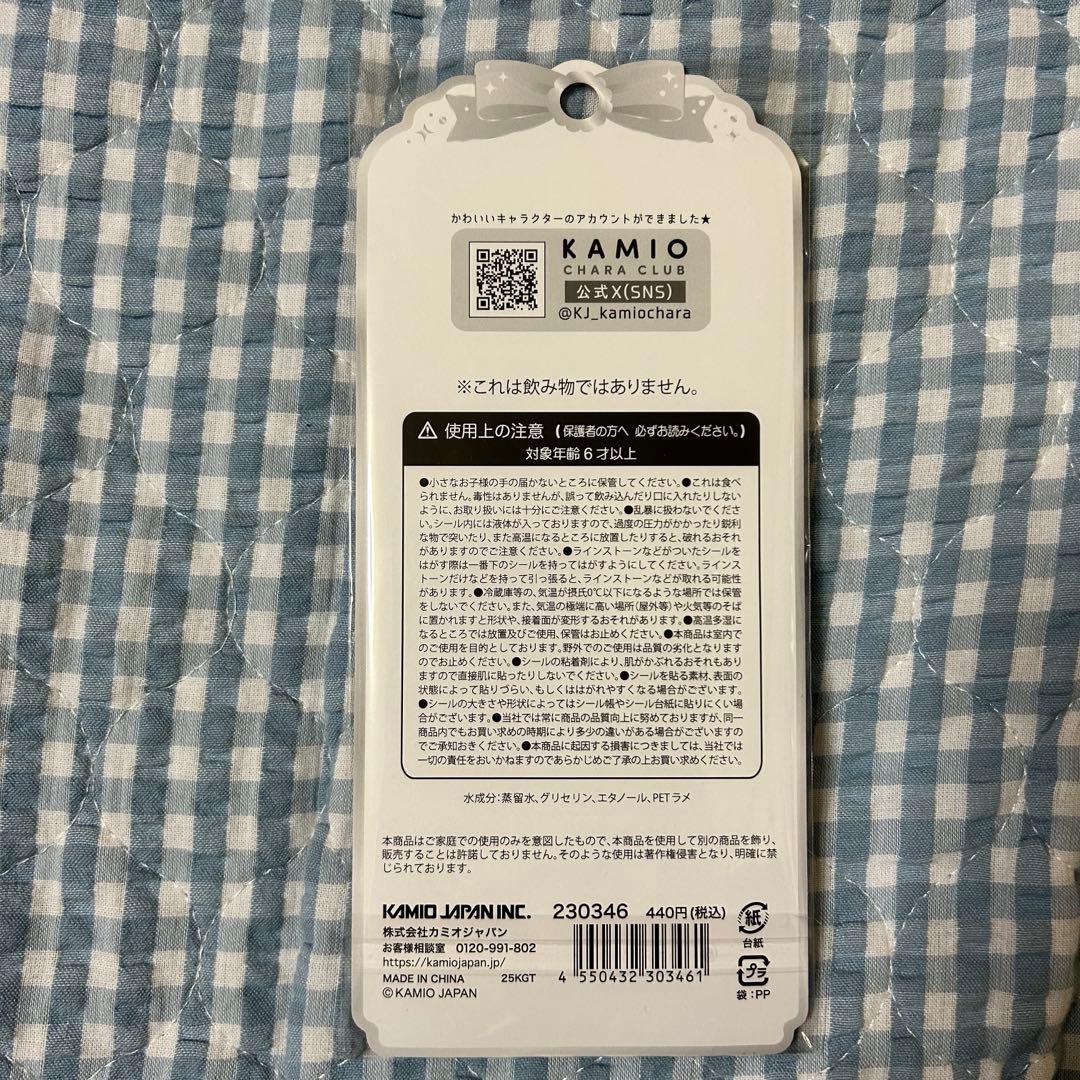 かわいいキャラクターのアカウントができました★
KAMIO
CHARA CLUB
公式X(SNS)
@KJ_kamiochara
※これは飲み物ではありません。
⚠ 使用上の注意 (保護者の方へ 必ずお読みください。)
対象年齢6才以上
●小さなお子様の手の届かないところに保管してください。●これは食べ
られません。毒性はありませんが、誤って飲み込んだり口に入れたりしない
ように、お取り扱いには十分にご注意ください。●乱暴に扱わないでくださ
い。シール内には液体が入っておりますので、過度の圧力がかかったり鋭利
な物で突いたり、また高温になるところに放置したりすると、破れるおそれ
がありますのでご注意ください。●ラインストーンなどがついたシールを
はがす際は一番下のシールを持ってはがすようにしてください。ラインス
トーンだけなどを持って引っ張ると、ラインストーンなどが取れる可能性
があります。●冷蔵庫等の、気温が摂氏0℃以下になるような場所では保管
をしないでください。また、気温の極端に高い場所(屋外等)や火気等のそば
に置かれますと形状や、接着面が変形するおそれがあります。●高温多湿に
なるところでは放置及びご使用、保管はお止めください。●本商品は室内で
のご使用を目的としております。野外でのご使用は品質の劣化となります
のでお止めください。●シールの粘着剤により、肌がかぶれるおそれもあり
ますので直接肌に貼ったりしないでください。●シールを貼る素材、表面の
状態によって貼りづらい、もしくははがれやすくなる場合がございます。
●シールの大きさや形状によってはシール帳やシール台紙に貼りにくい場
合がございます。●当社では常に商品の品質向上に努めておりますが、同一
商品内でもお買い求めの時期により多少の違いがある場合がございますの
でご承知おきください。●本商品に起因する損害につきましては、当社では
一切の責任をおいかねますのであらかじめご了承の上お買い求めください。
水成分:蒸留水、グリセリン、エタノール、PETラメ
本商品はご家庭での使用のみを意図したもので、本商品を使用して別の商品を飾り、
販売することは許諾しておりません。そのような使用は著作権侵害となり、明確に禁
じられております。
KAMIO JAPAN INC. 230346 440円(税込)
株式会社カミオジャパン
お客様相談室 0120-991-802
https://kamiojapan.jp/
MADE IN CHINA 25KGT
©KAMIO JAPAN
4 550432 303461
紙
台紙
プラ
袋:PP